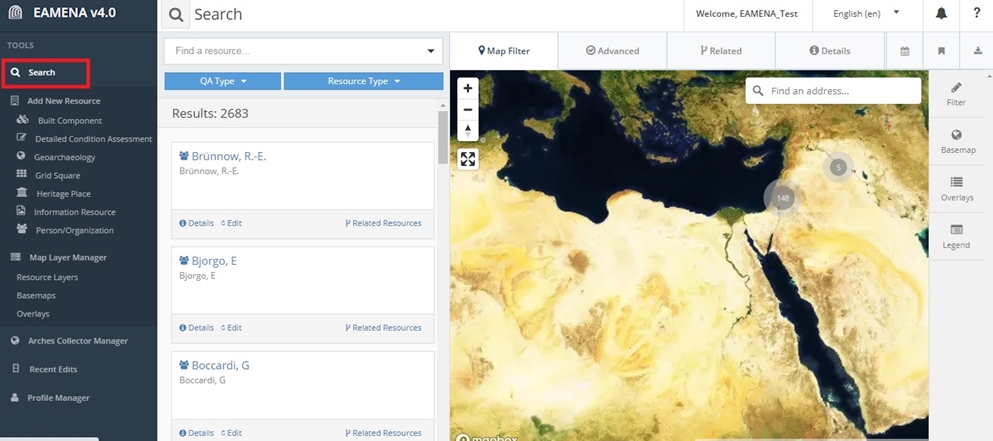 EAMENA v4.0
TOOLS
Search
Add New Resource
Built Component
Detailed Condition Assessment
Geoarchaeology
Grid Square
Heritage Place
Information Resource
Person/Organization
Map Layer Manager
Resource Layers
Basemaps
Overlays
Arches Collector Manager
Recent Edits
Profile Manager
Search
Welcome, EAMENA_Test
English (en)
?
Find a resource...
QA Type
Resource Type
Results: 2683
Brünnow, R.-E.
Brünnow, R.-E.
Details Edit Related Resources
Bjorgo, E
Bjorgo, E
Details Edit Related Resources
Boccardi, G
Boccardi, G
Details Edit Related Resources
Map Filter
Advanced
Related
Details
+
−
Find an address...
5
148
mapbox
Filter
Basemap
Overlays
Legend